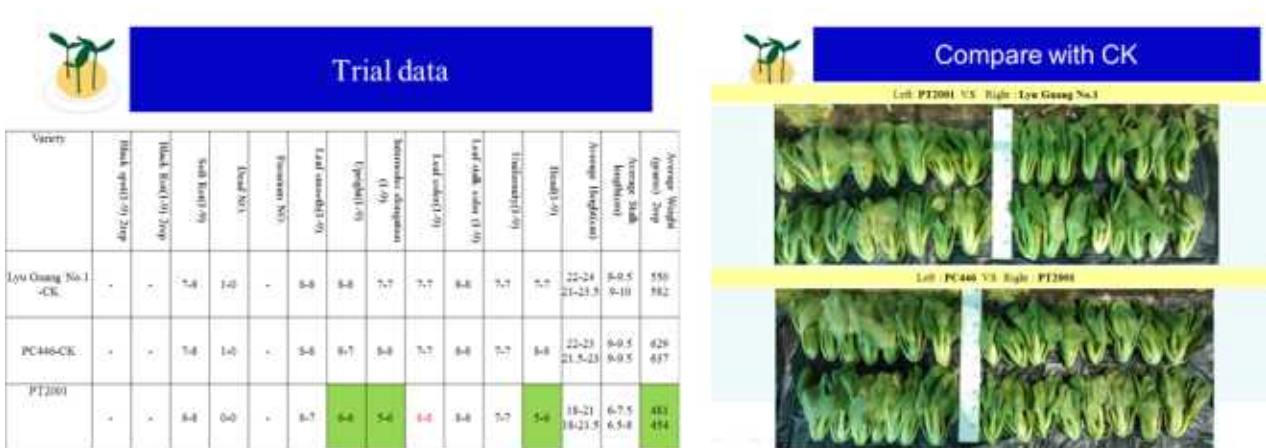 Trial data
Variety
Black spot(1-9) 2rep
Black Rot(1-9) 2rep
Soft Rot(1-9)
Dead NO.
Fusarium NO.
Leaf smooth(1-9)
Upright(1-9)
Internodes elongation (1-9)
Leaf color(1-9)
Leaf stalk color (1-9)
Uniformity(1-9)
Average Height(cm)
Average Stalk length(cm)
Average Weight (grams) 2rep
Lyu Guang No.1 -CK
- - 7-8 1-0 - 8-8 8-8 7-7 7-7 8-8 7-7 7-7
22-24 9-9.5 550
21-23.5 9-10 582
PC446-CK
- - 7-8 1-0 - 8-8 8-7 8-8 7-7 8-8 7-7 8-8
22-23 9-9.5 629
21.5-23 9-9.5 637
PT2001
- - 8-8 0-0 - 8-7 5-6 8-8 7-7 5-6
18-21 6-7.5 481
18-21.5 6.5-8 454
Compare with CK
Left: PT2001 VS Right : Lyu Guang No.1
Left : PC446 VS Right : PT2001